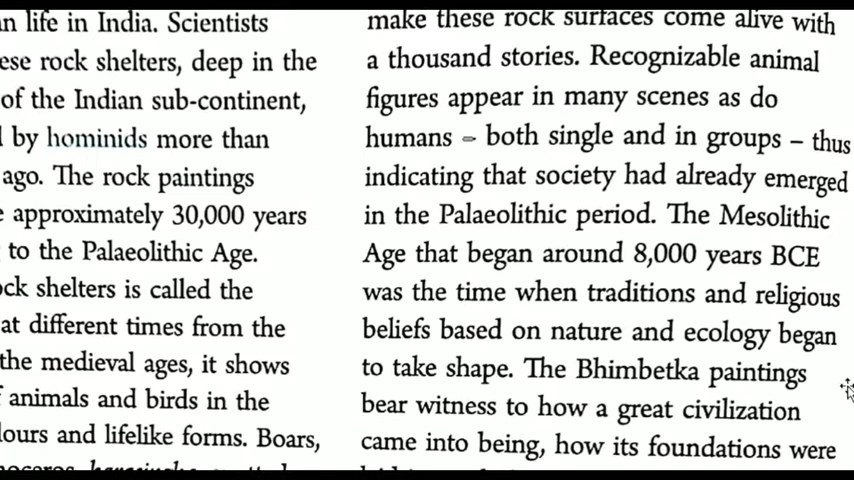 n life in India. Scientists
ese rock shelters, deep in the
of the Indian sub-continent,
by hominids more than
ago. The rock paintings
approximately 30,000 years
to the Palaeolithic Age.
ck shelters is called the
at different times from the
the medieval ages, it shows
animals and birds in the
lours and lifelike forms. Boars,
make these rock surfaces come alive with
a thousand stories. Recognizable animal
figures appear in many scenes as do
humans – both single and in groups – thus
indicating that society had already emerged
in the Palaeolithic period. The Mesolithic
Age that began around 8,000 years BCE
was the time when traditions and religious
beliefs based on nature and ecology began
to take shape. The Bhimbetka paintings
bear witness to how a great civilization
came into being, how its foundations were